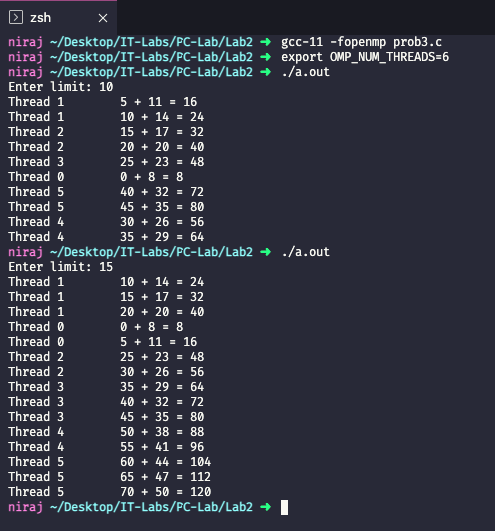 zsh ×
niraj ~/Desktop/IT-Labs/PC-Lab/Lab2 ➜ gcc-11 -fopenmp prob3.c
niraj ~/Desktop/IT-Labs/PC-Lab/Lab2 ➜ export OMP_NUM_THREADS=6
niraj ~/Desktop/IT-Labs/PC-Lab/Lab2 ➜ ./a.out
Enter limit: 10
Thread 1 5 + 11 = 16
Thread 1 10 + 14 = 24
Thread 2 15 + 17 = 32
Thread 2 20 + 20 = 40
Thread 3 25 + 23 = 48
Thread 0 0 + 8 = 8
Thread 5 40 + 32 = 72
Thread 5 45 + 35 = 80
Thread 4 30 + 26 = 56
Thread 4 35 + 29 = 64
niraj ~/Desktop/IT-Labs/PC-Lab/Lab2 ➜ ./a.out
Enter limit: 15
Thread 1 10 + 14 = 24
Thread 1 15 + 17 = 32
Thread 1 20 + 20 = 40
Thread 0 0 + 8 = 8
Thread 0 5 + 11 = 16
Thread 2 25 + 23 = 48
Thread 2 30 + 26 = 56
Thread 3 35 + 29 = 64
Thread 3 40 + 32 = 72
Thread 3 45 + 35 = 80
Thread 4 50 + 38 = 88
Thread 4 55 + 41 = 96
Thread 5 60 + 44 = 104
Thread 5 65 + 47 = 112
Thread 5 70 + 50 = 120
niraj ~/Desktop/IT-Labs/PC-Lab/Lab2 ➜